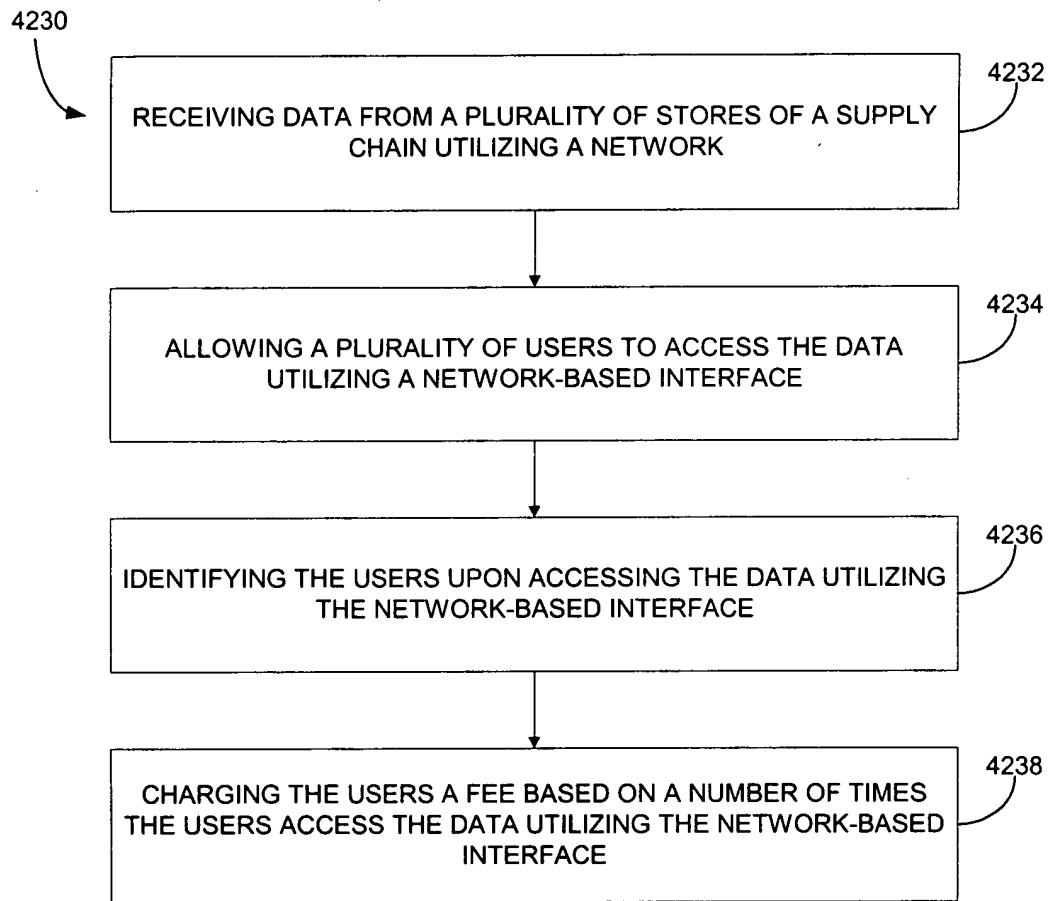 4230
4232
RECEIVING DATA FROM A PLURALITY OF STORES OF A SUPPLY
CHAIN UTILIZING A NETWORK
4234
ALLOWING A PLURALITY OF USERS TO ACCESS THE DATA
UTILIZING A NETWORK-BASED INTERFACE
4236
IDENTIFYING THE USERS UPON ACCESSING THE DATA UTILIZING
THE NETWORK-BASED INTERFACE
4238
CHARGING THE USERS A FEE BASED ON A NUMBER OF TIMES
THE USERS ACCESS THE DATA UTILIZING THE NETWORK-BASED
INTERFACE